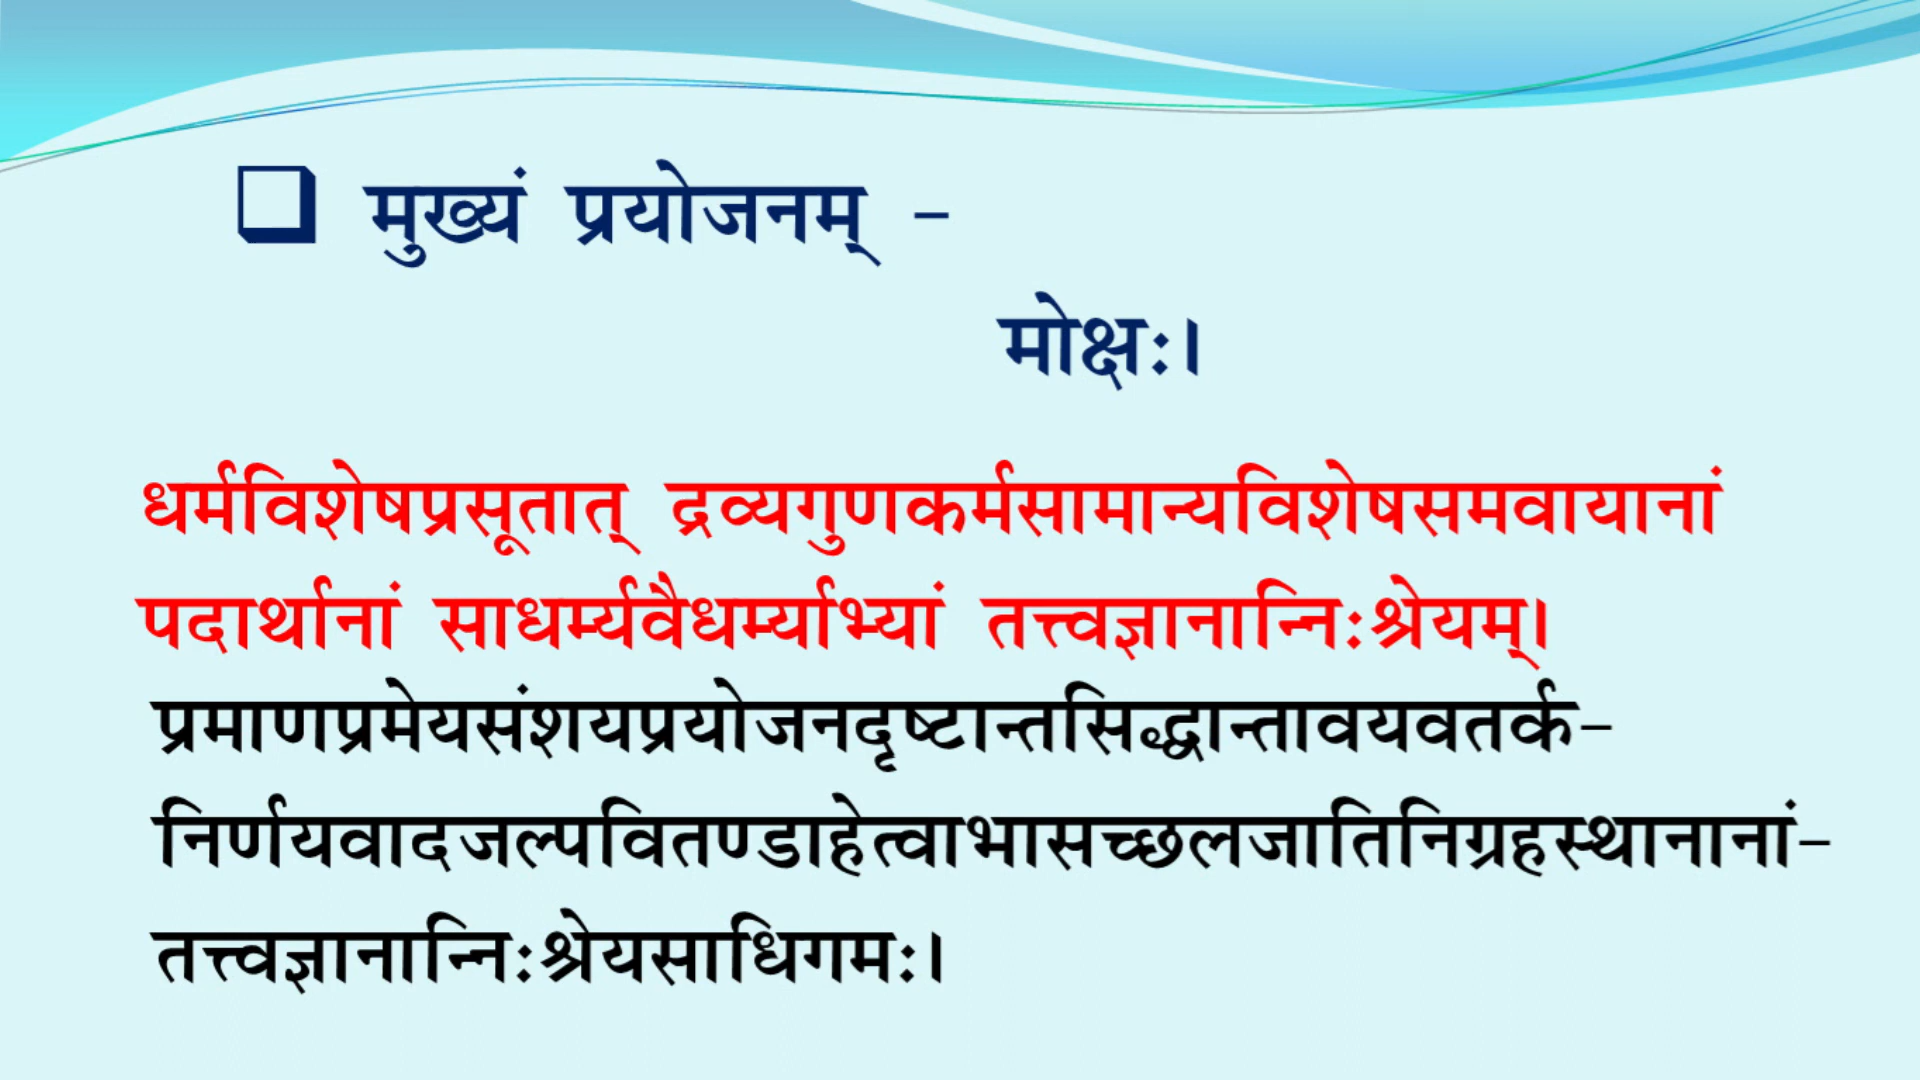 मुख्यं प्रयोजनम् -
मोक्षः।
धर्मविशेषप्रसूतात् द्रव्यगुणकर्मसामान्यविशेषसमवायानां
पदार्थानां साधर्म्यवैधर्म्याभ्यां तत्त्वज्ञानान्निःश्रेयम्।
प्रमाणप्रमेयसंशयप्रयोजनदृष्टान्तसिद्धान्तावयवतर्क-
निर्णयवादजल्पवितण्डाहेत्वाभासच्छलजातिनिग्रहस्थानानां-
तत्त्वज्ञानान्निःश्रेयसाधिगमः।